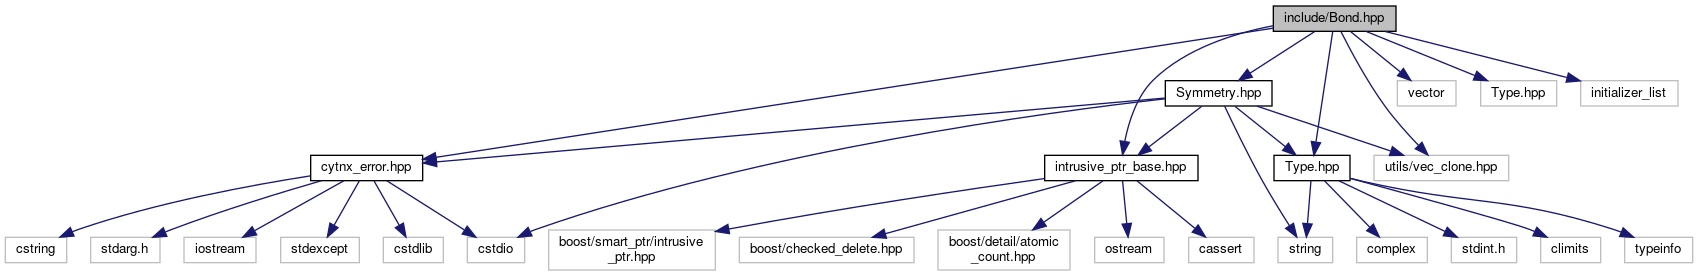 include/Bond.hpp
Symmetry.hpp
vector
Type.hpp
initializer_list
cytnx_error.hpp
intrusive_ptr_base.hpp
Type.hpp
utils/vec_clone.hpp
cstring
stdarg.h
iostream
stdexcept
cstdlib
cstdio
boost/smart_ptr/intrusive
_ptr.hpp
boost/checked_delete.hpp
boost/detail/atomic
_count.hpp
ostream
cassert
string
complex
stdint.h
climits
typeinfo